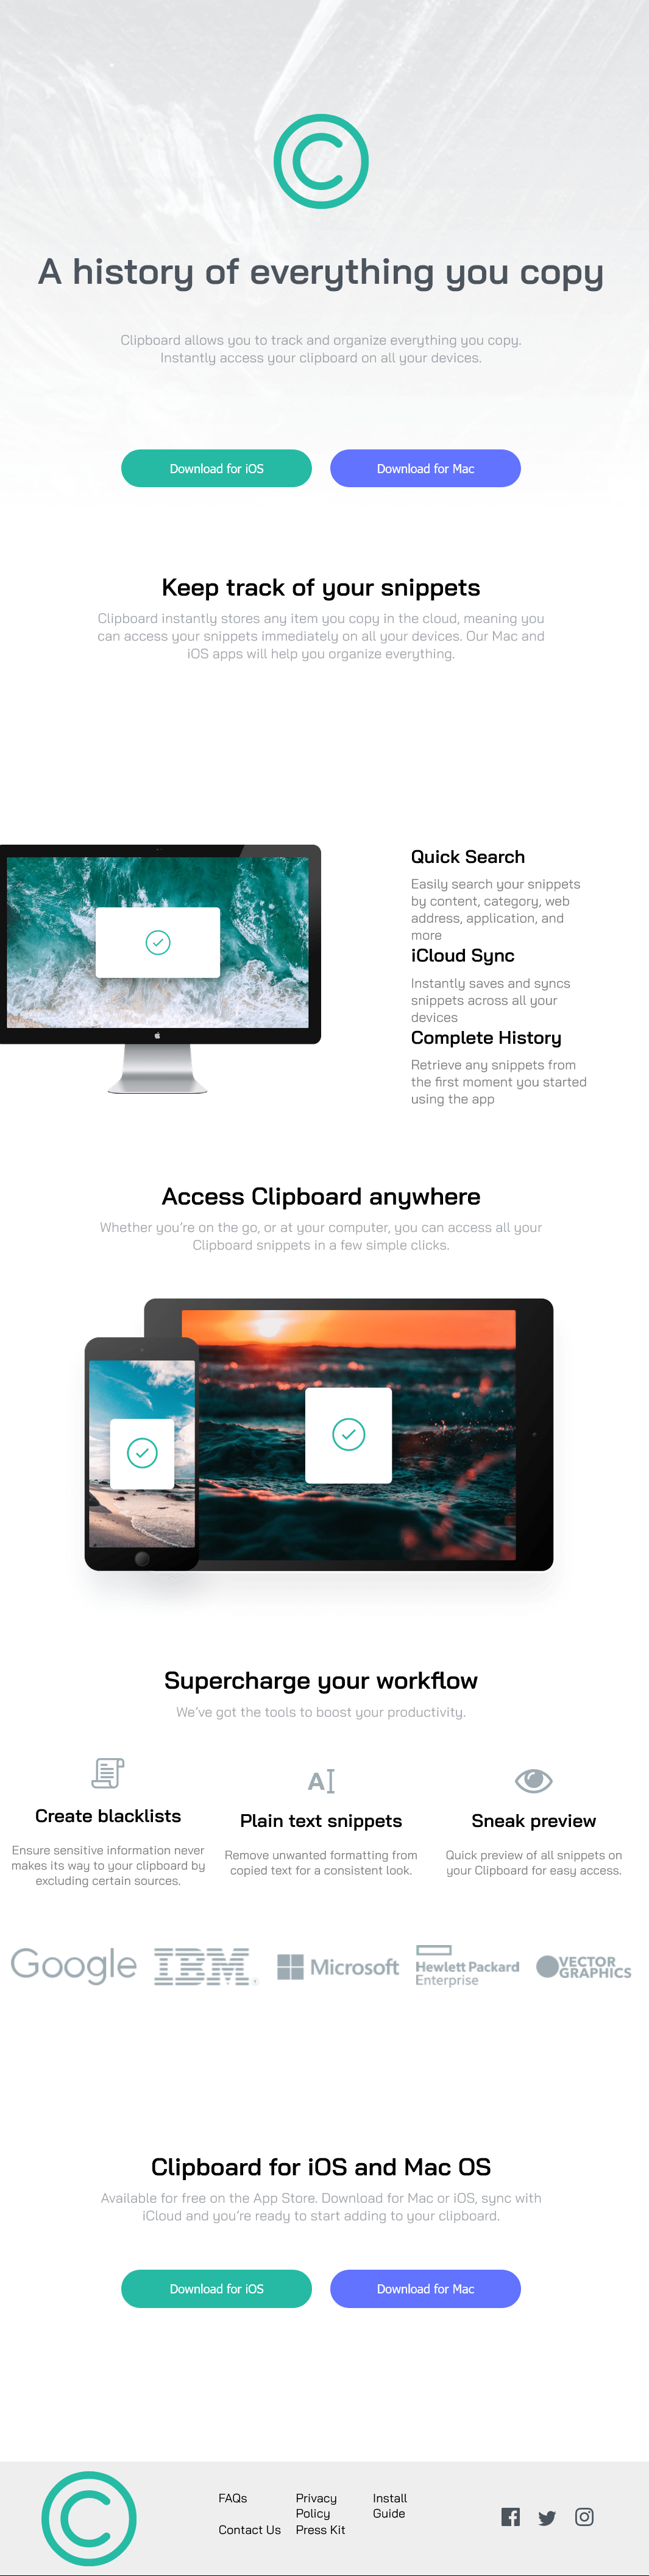 A history of everything you copy
Clipboard allows you to track and organize everything you copy.
Instantly access your clipboard on all your devices.
Download for iOS
Download for Mac
Keep track of your snippets
Clipboard instantly stores any item you copy in the cloud, meaning you
can access your snippets immediately on all your devices. Our Mac and
iOS apps will help you organize everything.
Quick Search
Easily search your snippets
by content, category, web
address, application, and
more
iCloud Sync
Instantly saves and syncs
snippets across all your
devices
Complete History
Retrieve any snippets from
the first moment you started
using the app
Access Clipboard anywhere
Whether you’re on the go, or at your computer, you can access all your
Clipboard snippets in a few simple clicks.
Supercharge your workflow
We’ve got the tools to boost your productivity.
Create blacklists
Ensure sensitive information never
makes its way to your clipboard by
excluding certain sources.
Plain text snippets
Remove unwanted formatting from
copied text for a consistent look.
Sneak preview
Quick preview of all snippets on
your Clipboard for easy access.
Google
IBM
Microsoft
Hewlett Packard
Enterprise
VECTOR
GRAPHICS
Clipboard for iOS and Mac OS
Available for free on the App Store. Download for Mac or iOS, sync with
iCloud and you’re ready to start adding to your clipboard.
Download for iOS
Download for Mac
FAQs
Contact Us
Privacy
Policy
Press Kit
Install
Guide